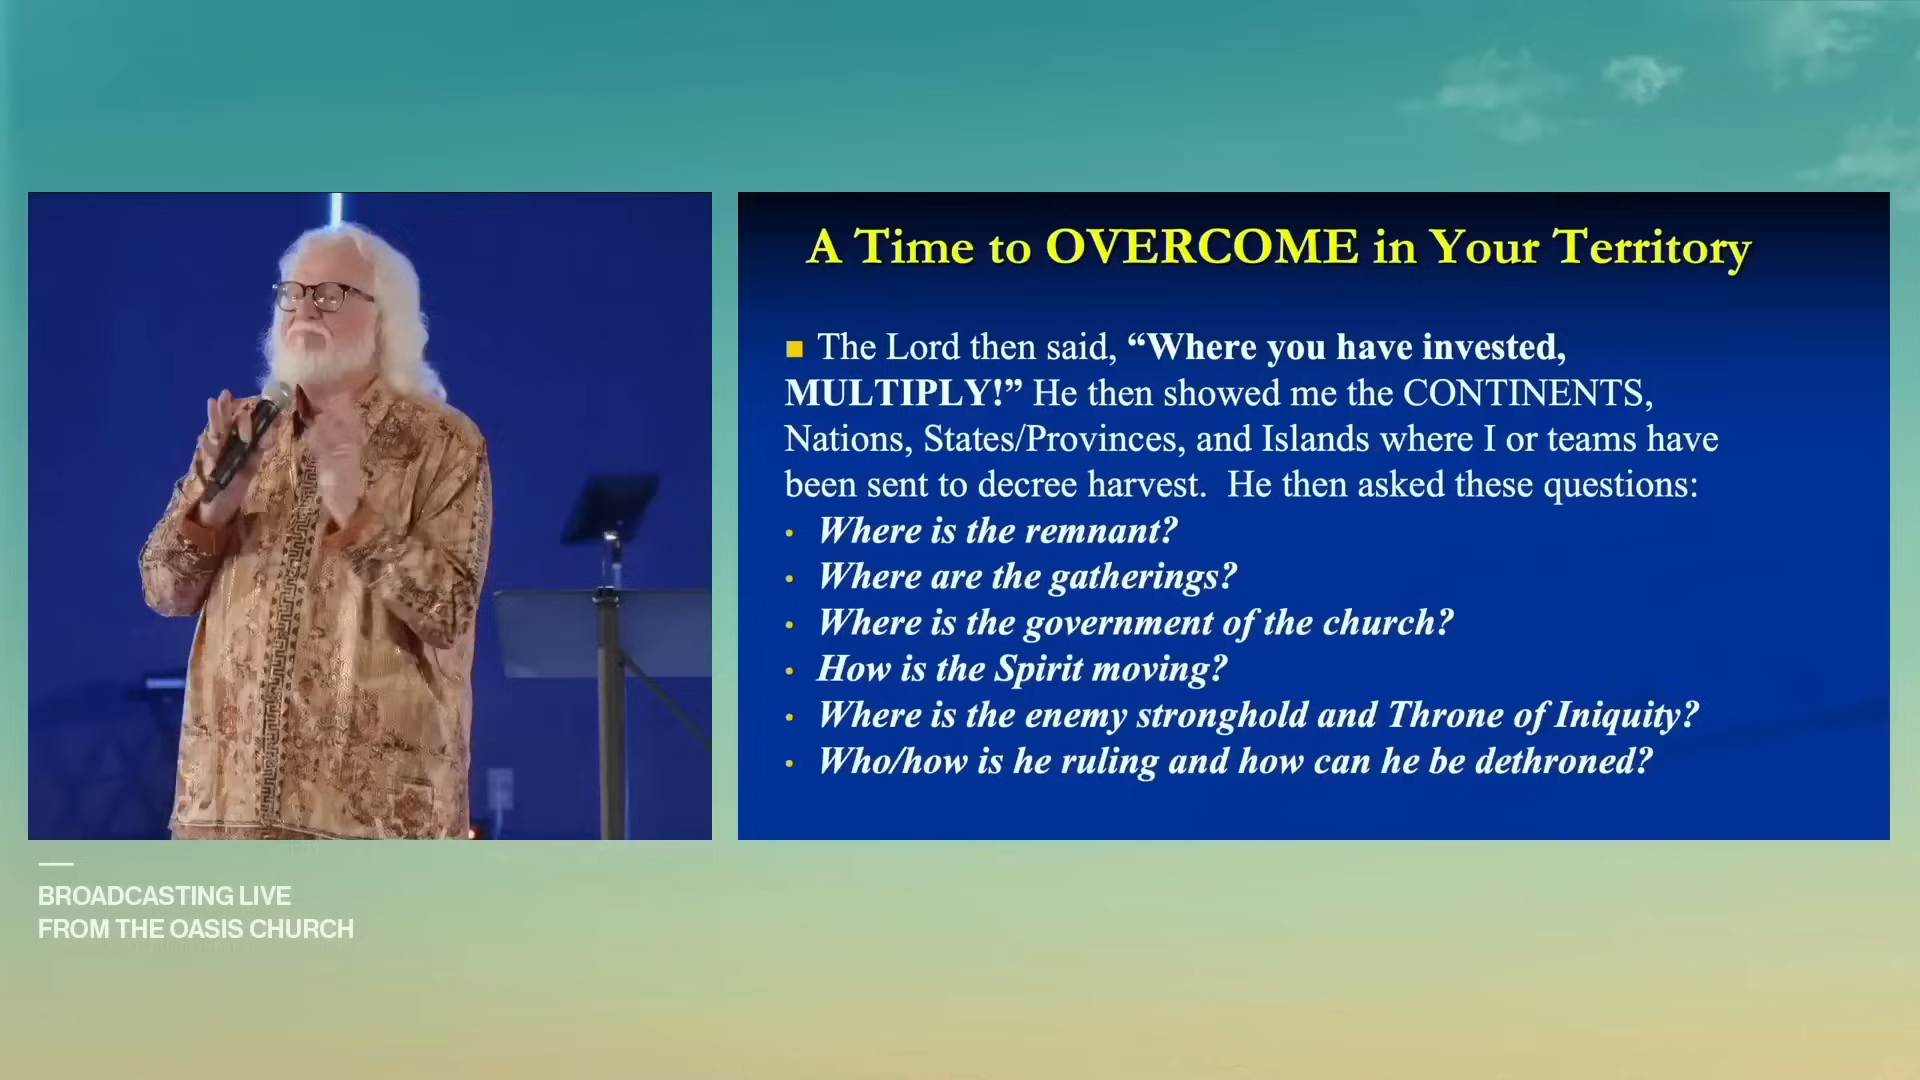 A Time to OVERCOME in Your Territory
■ The Lord then said, “Where you have invested,
MULTIPLY!” He then showed me the CONTINENTS,
Nations, States/Provinces, and Islands where I or teams have
been sent to decree harvest.  He then asked these questions:
• Where is the remnant?
• Where are the gatherings?
• Where is the government of the church?
• How is the Spirit moving?
• Where is the enemy stronghold and Throne of Iniquity?
• Who/how is he ruling and how can he be dethroned?
BROADCASTING LIVE
FROM THE OASIS CHURCH